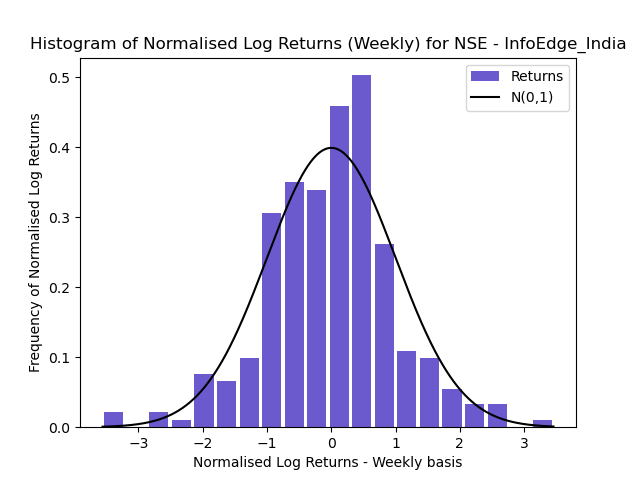 Histogram of Normalised Log Returns (Weekly) for NSE - InfoEdge_India
Returns
N(0,1)
Frequency of Normalised Log Returns
0.5
0.4
0.3
0.2
0.1
0.0
−3 −2 −1 0 1 2 3
Normalised Log Returns - Weekly basis